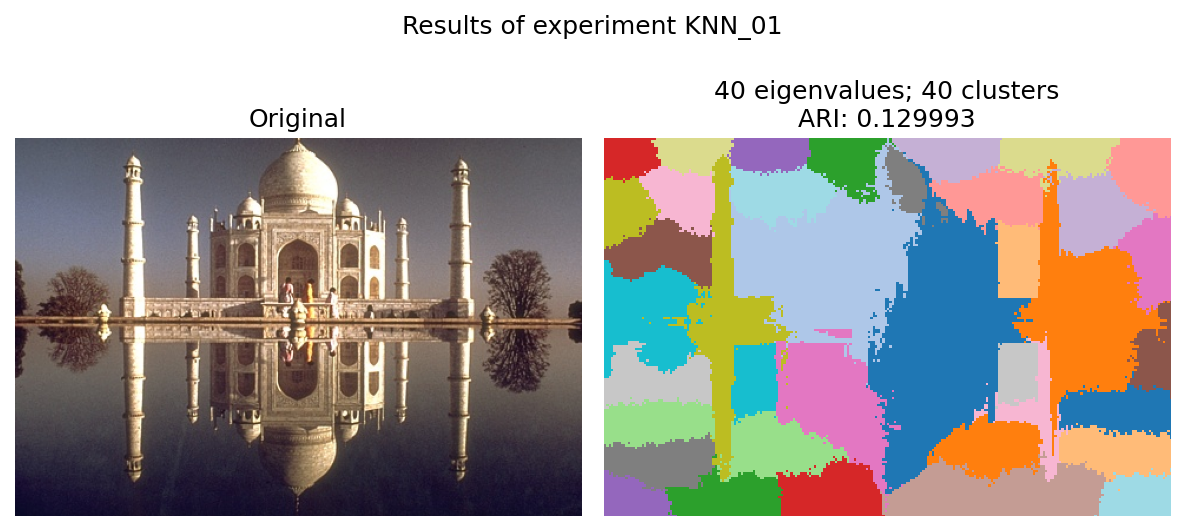 Results of experiment KNN_01
Original
40 eigenvalues; 40 clusters
ARI: 0.129993